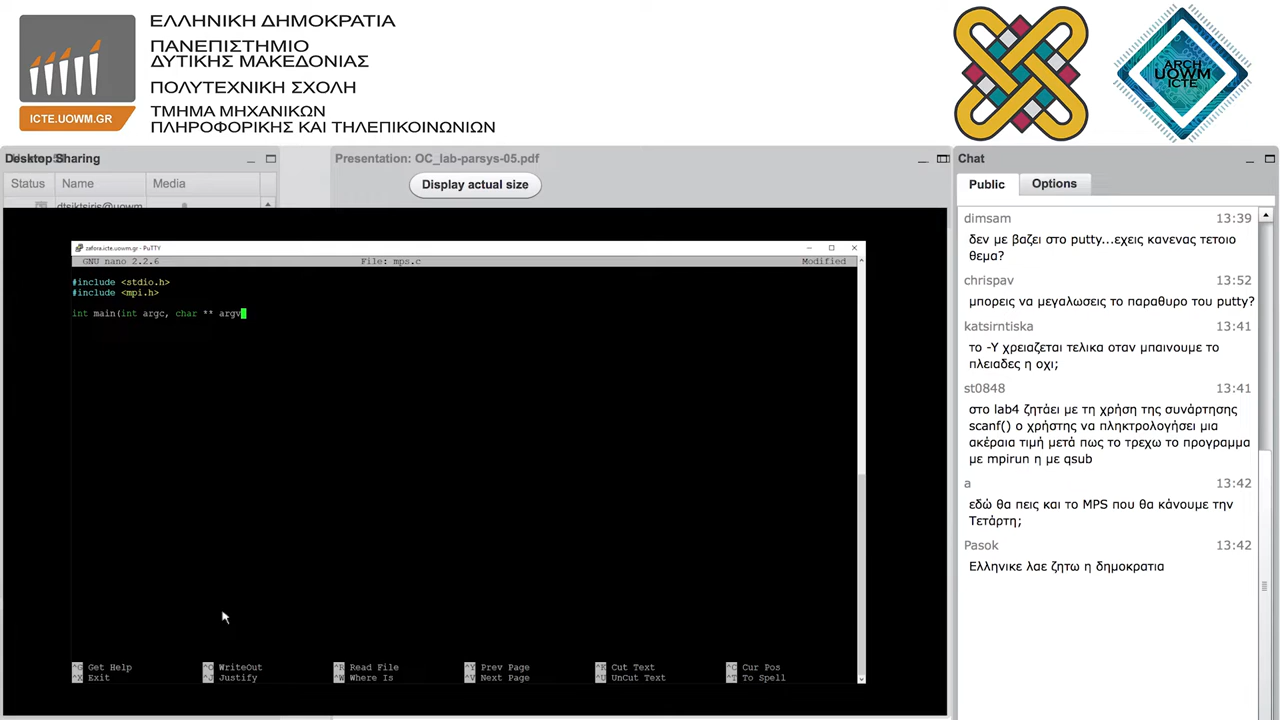 ΕΛΛΗΝΙΚΗ ΔΗΜΟΚΡΑΤΙΑ
ΠΑΝΕΠΙΣΤΗΜΙΟ
ΔΥΤΙΚΗΣ ΜΑΚΕΔΟΝΙΑΣ
ΠΟΛΥΤΕΧΝΙΚΗ ΣΧΟΛΗ
ΤΜΗΜΑ ΜΗΧΑΝΙΚΩΝ
ΠΛΗΡΟΦΟΡΙΚΗΣ ΚΑΙ ΤΗΛΕΠΙΚΟΙΝΩΝΙΩΝ
ICTE.UOWM.GR
ARCH
UOWM
ICTE
Desktop Sharing
Status Name Media
dtsiktsiris@uowm
Presentation: OC_lab-parsys-05.pdf
Display actual size
zafora.icte.uowm.gr - PuTTY
GNU nano 2.2.6 File: mps.c Modified
#include <stdio.h>
#include <mpi.h>
int main(int argc, char ** argv
^G Get Help ^O WriteOut ^R Read File ^Y Prev Page ^K Cut Text ^C Cur Pos
^X Exit ^J Justify ^W Where Is ^V Next Page ^U UnCut Text ^T To Spell
Chat
Public Options
dimsam 13:39
δεν με βαζει στο putty...εχεις κανενας τετοιο
θεμα?
chrispav 13:52
μπορεις να μεγαλωσεις το παραθυρο του putty?
katsirntiska 13:41
το -Y χρειαζεται τελικα οταν μπαινουμε το
πλειαδες η οχι;
st0848 13:41
στο lab4 ζητάει με τη χρήση της συνάρτησης
scanf() ο χρήστης να πληκτρολογήσει μια
ακέραια τιμή μετά πως το τρεχω το προγραμμα
με mpirun η με qsub
a 13:42
εδώ θα πεις και το MPS που θα κάνουμε την
Τετάρτη;
Pasok 13:42
Ελληνικε λαε ζητω η δημοκρατια